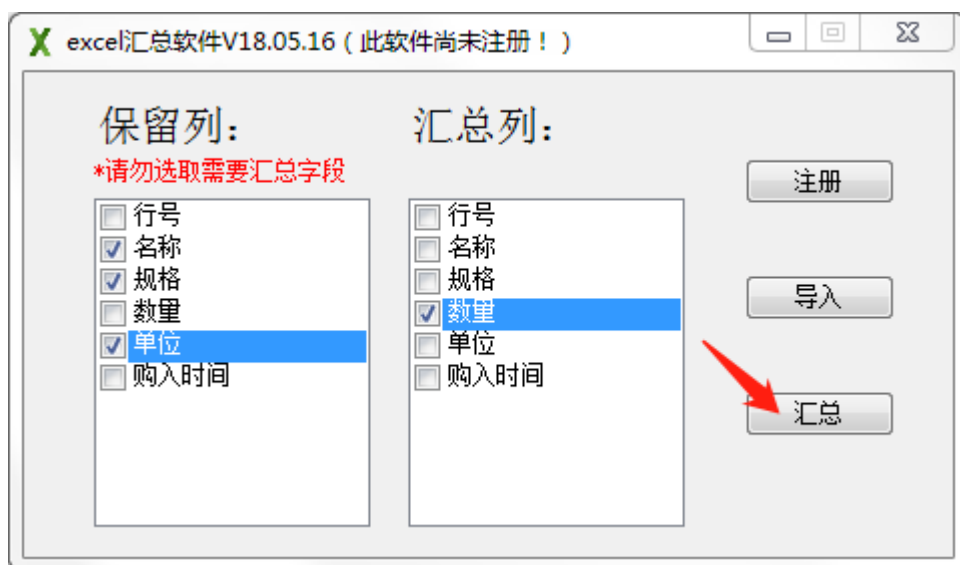 excel汇总软件V18.05.16（此软件尚未注册！）
保留列：
*请勿选取需要汇总字段
行号
名称
规格
数量
单位
购入时间
汇总列：
行号
名称
规格
数量
单位
购入时间
注册
导入
汇总